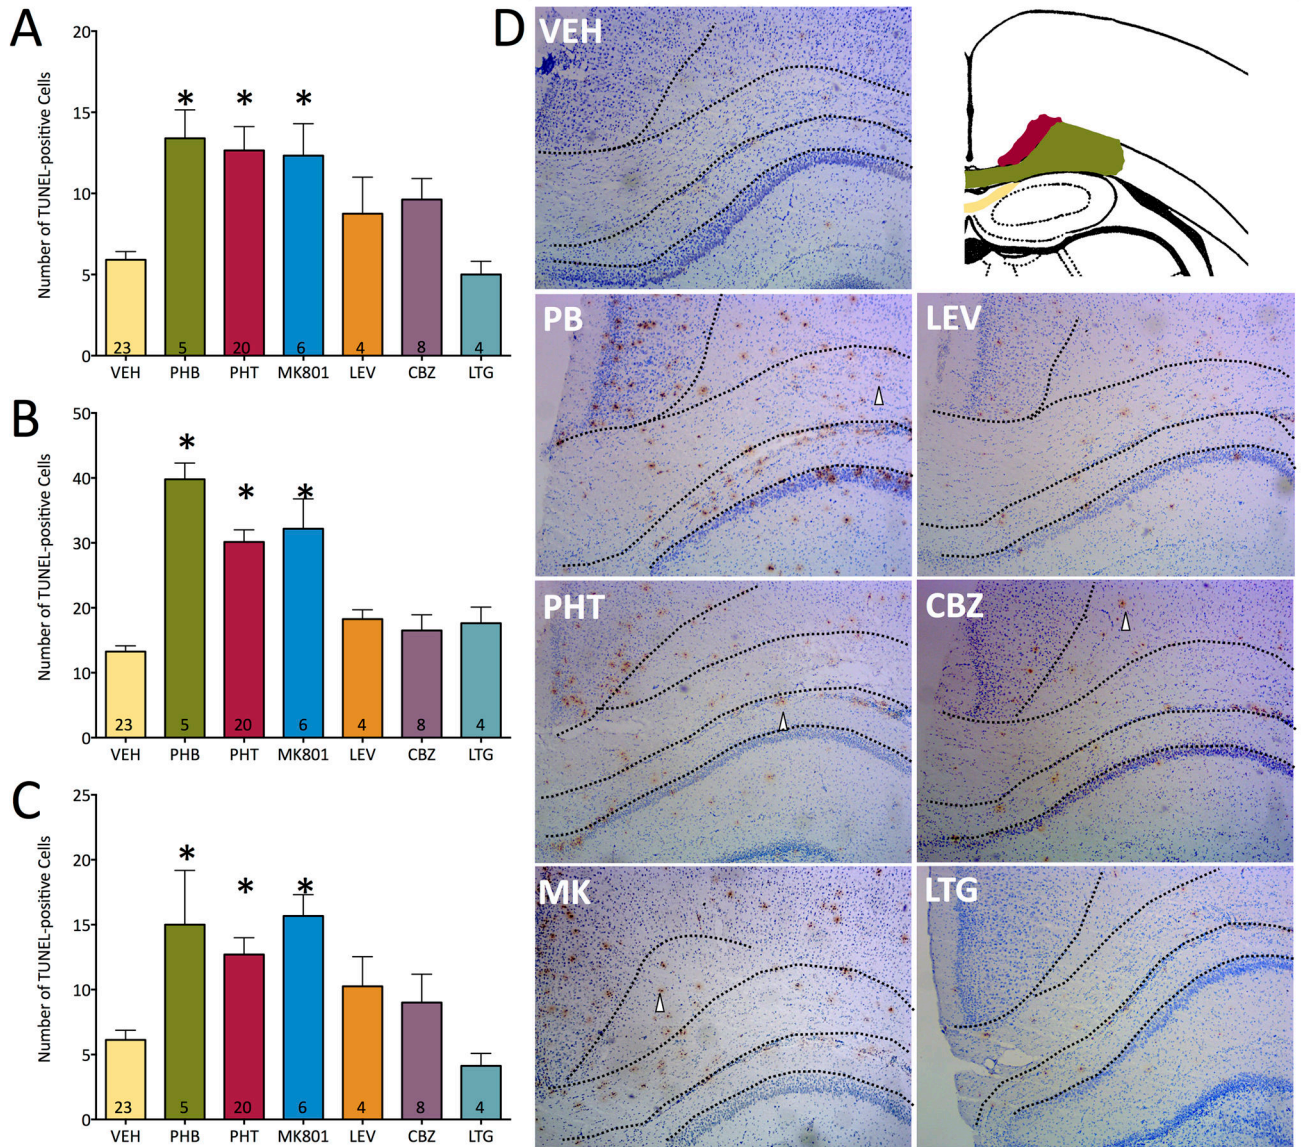 A
Number of TUNEL-positive Cells
20
15
10
5
0
* * *
23 5 20 6 4 8 4
VEH PHB PHT MK801 LEV CBZ LTG
B
Number of TUNEL-positive Cells
50
40
30
20
10
0
* * *
23 5 20 6 4 8 4
VEH PHB PHT MK801 LEV CBZ LTG
C
Number of TUNEL-positive Cells
25
20
15
10
5
0
* * *
23 5 20 6 4 8 4
VEH PHB PHT MK801 LEV CBZ LTG
D
VEH
PB LEV
PHT CBZ
MK LTG